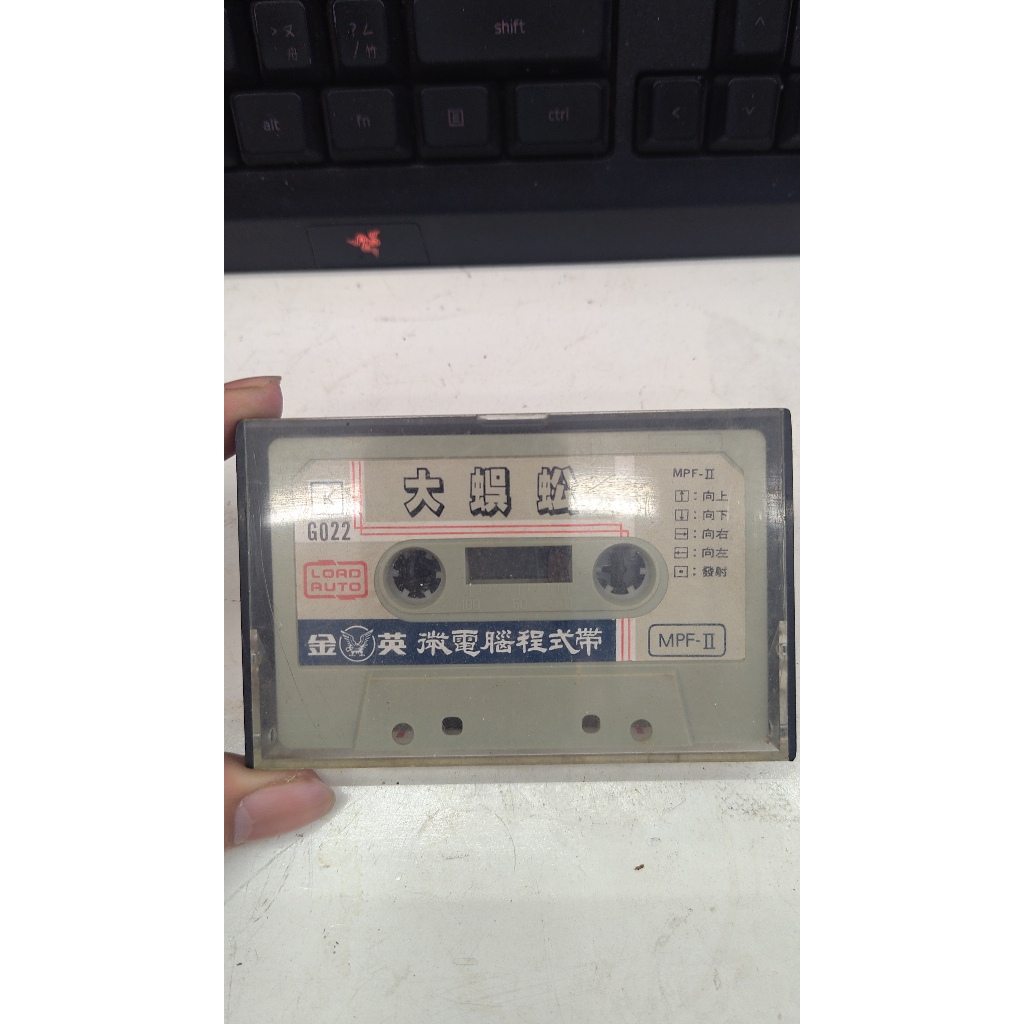 shift
alt
fn
ctrl
K
G022
大蜈蚣
MPF-II
↑:向上
↓:向下
→:向右
←:向左
•:發射
LOAD
AUTO
金英微電腦程式帶
MPF-II